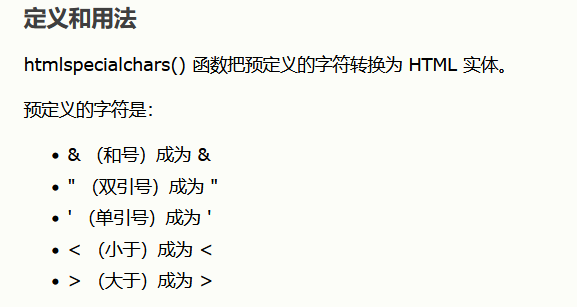 定义和用法
htmlspecialchars() 函数把预定义的字符转换为 HTML 实体。
预定义的字符是：
• & （和号）成为 &
• " （双引号）成为 "
• ' （单引号）成为 '
• < （小于）成为 <
• > （大于）成为 >